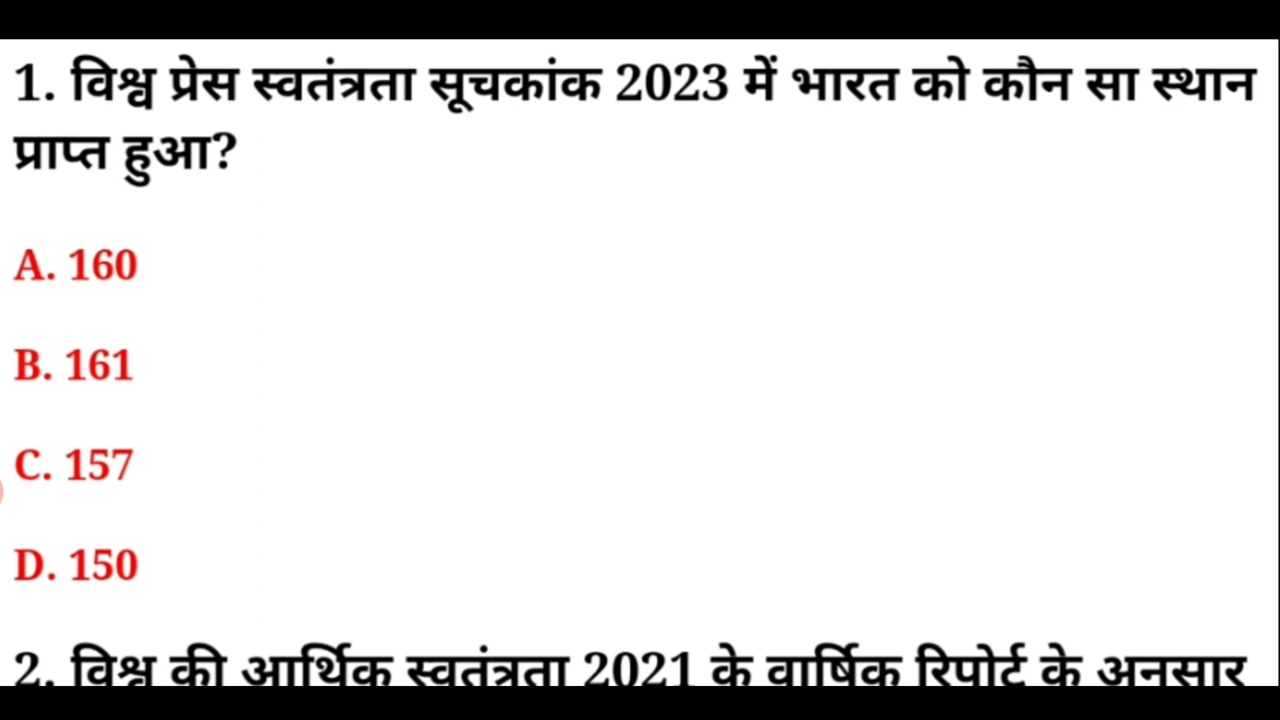 1. विश्व प्रेस स्वतंत्रता सूचकांक 2023 में भारत को कौन सा स्थान
प्राप्त हुआ?
A. 160
B. 161
C. 157
D. 150
2. विश्व की आर्थिक स्वतंत्रता 2021 के वार्षिक रिपोर्ट के अनुसार